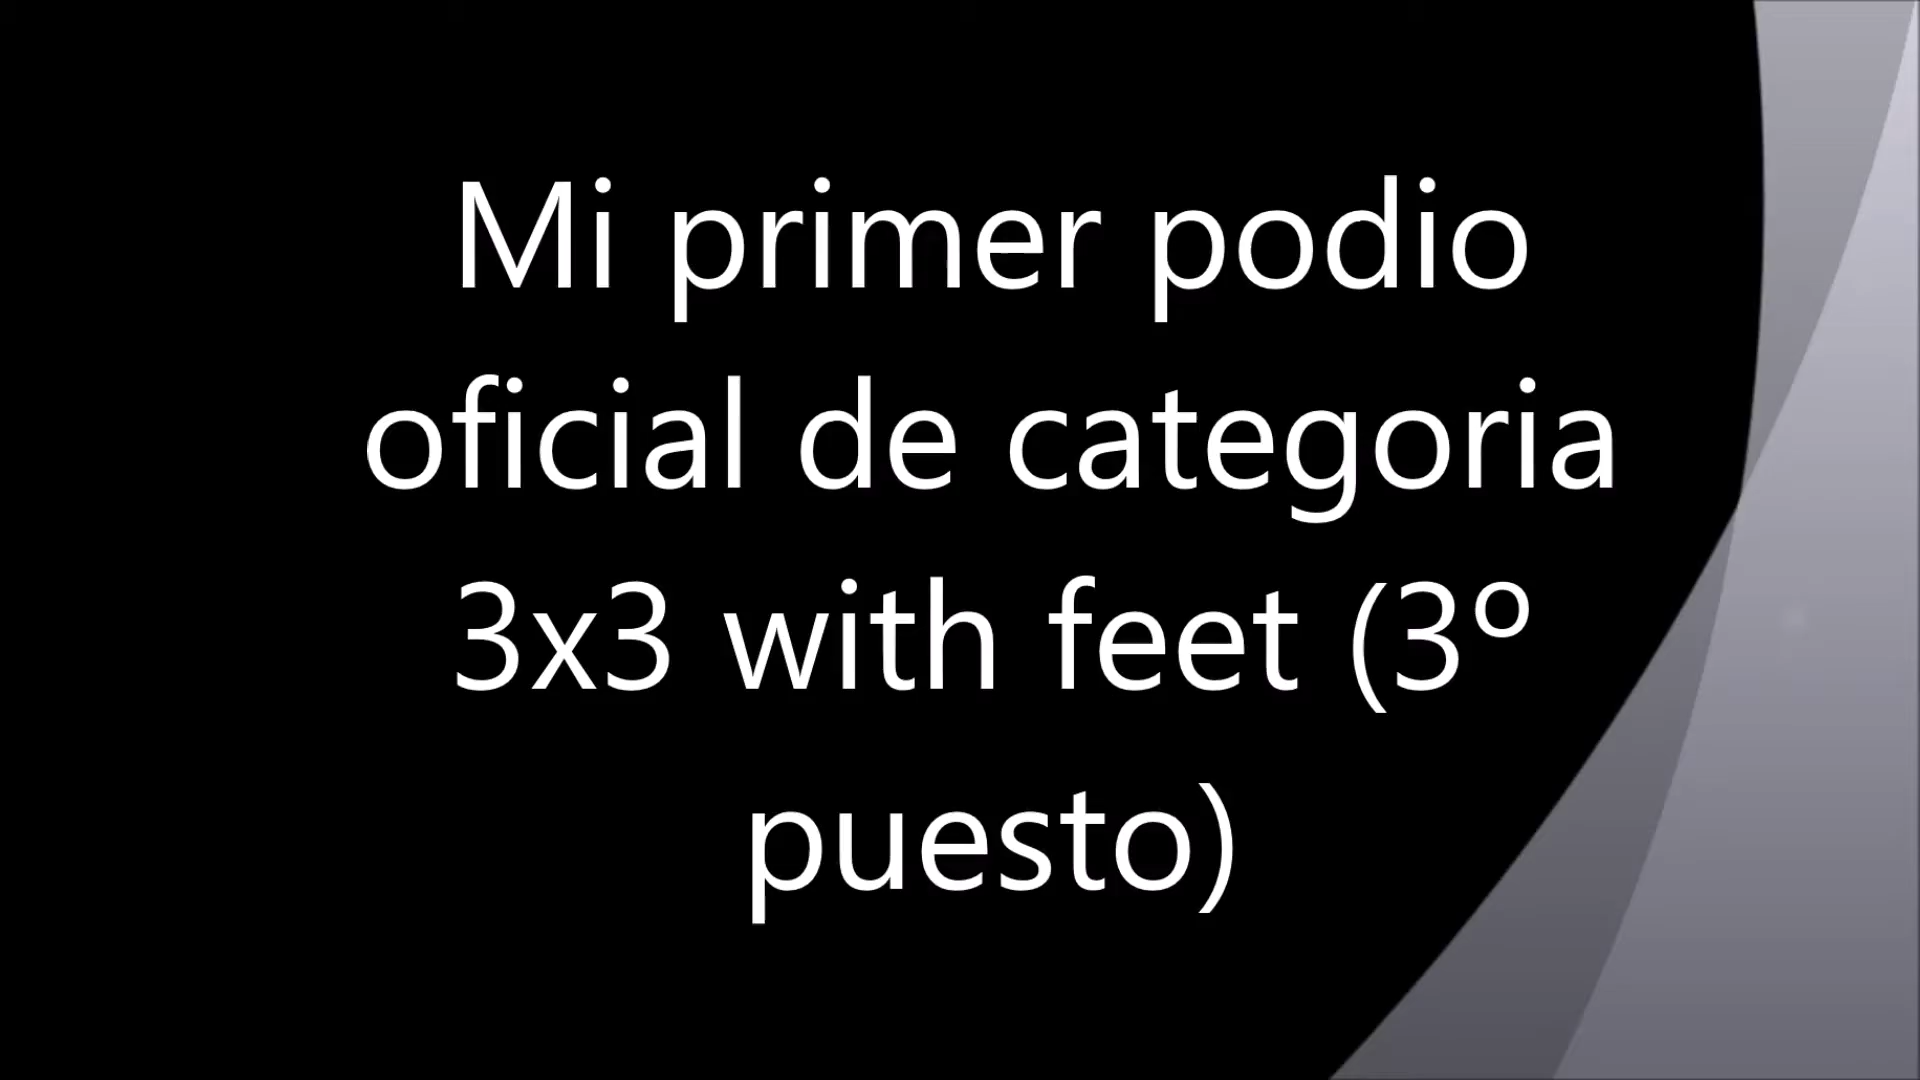 Mi primer podio
oficial de categoria
3x3 with feet (3º
puesto)